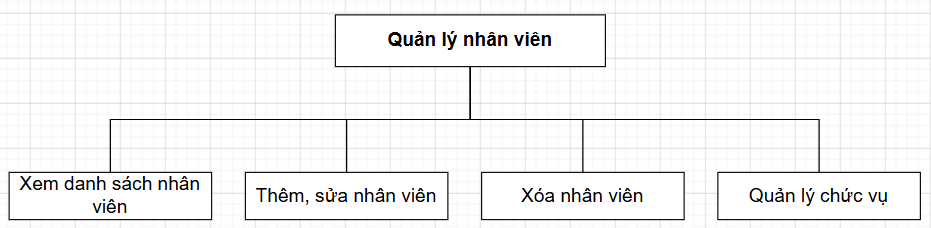 Quản lý nhân viên
Xem danh sách nhân
viên
Thêm, sửa nhân viên
Xóa nhân viên
Quản lý chức vụ